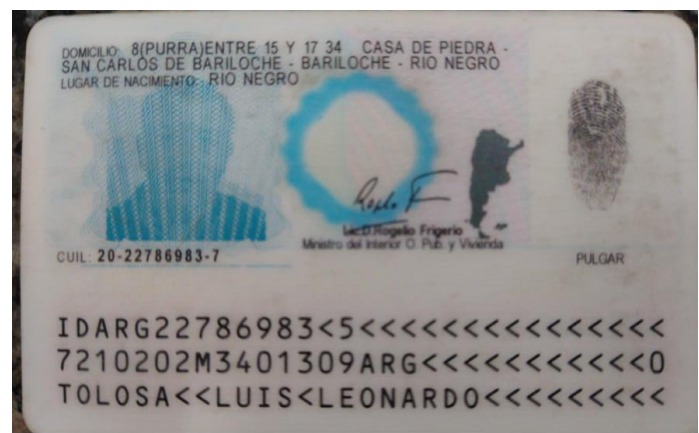 DOMICILIO: 8(PURRA)ENTRE 15 Y 17 34 CASA DE PIEDRA -
SAN CARLOS DE BARILOCHE - BARILOCHE - RIO NEGRO
LUGAR DE NACIMIENTO: RIO NEGRO
Lic.D.Rogelio Frigerio
Ministro del Interior O. Pub. y Vivienda
CUIL: 20-22786983-7
PULGAR
IDARG22786983<5<<<<<<<<<<<<<<<
7210202M3401309ARG<<<<<<<<<<<0
TOLOSA<<LUIS<LEONARDO<<<<<<<<<